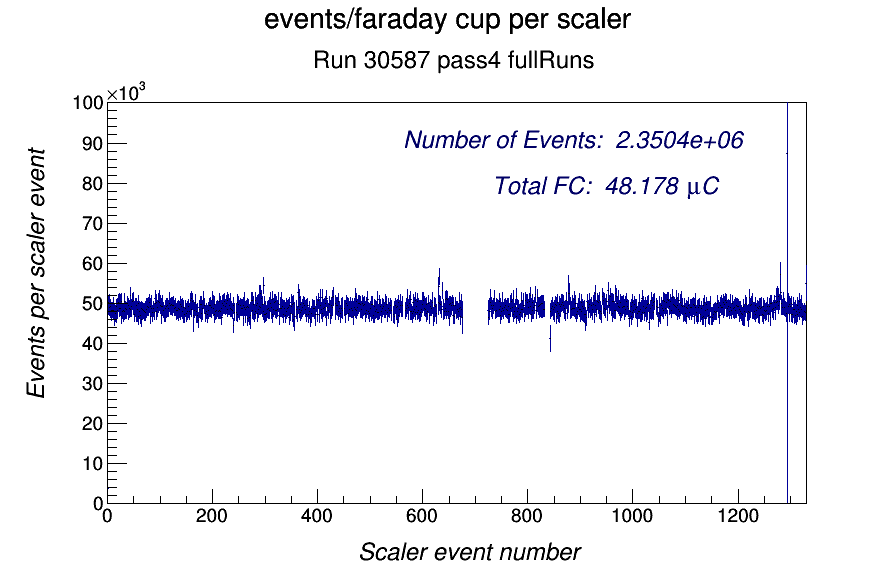 events/faraday cup per scaler
Run 30587 pass4 fullRuns
×10³
100
90
80
70
60
50
40
30
20
10
0
Events per scaler event
Number of Events: 2.3504e+06
Total FC: 48.178 μC
0 200 400 600 800 1000 1200
Scaler event number